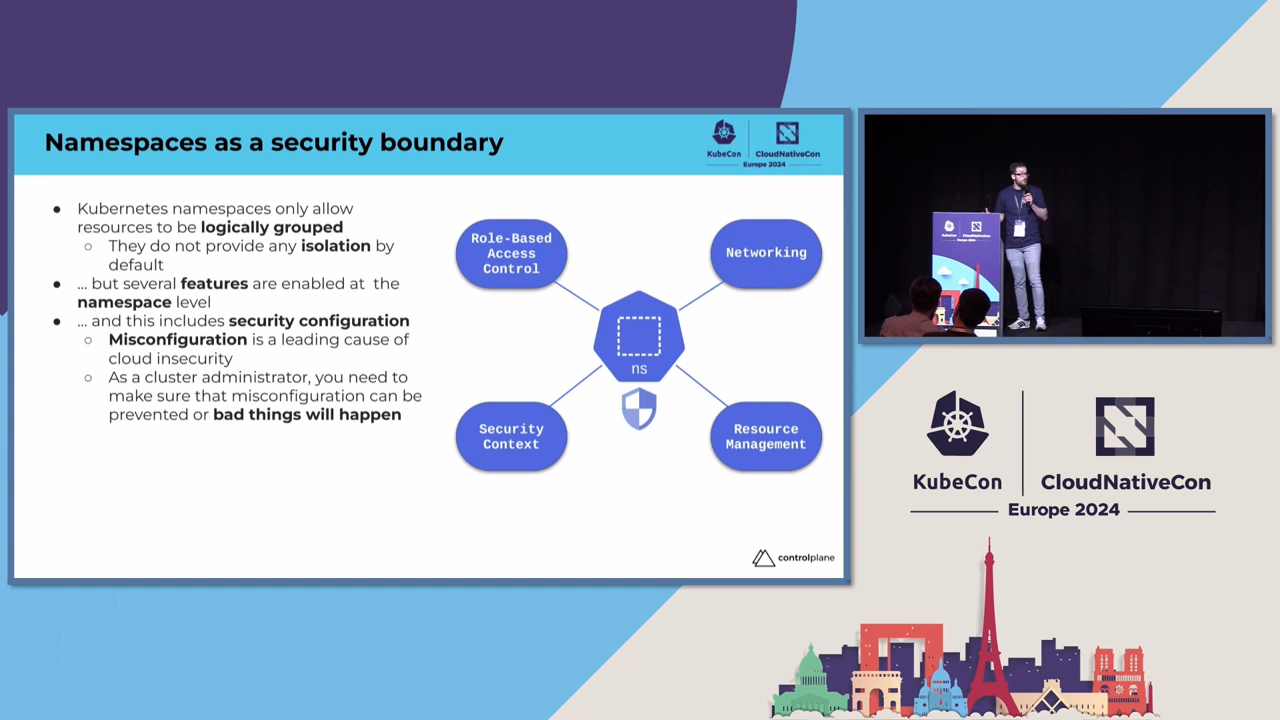 Namespaces as a security boundary
KubeCon
CloudNativeCon
Europe 2024
● Kubernetes namespaces only allow
resources to be logically grouped
○ They do not provide any isolation by
default
● ... but several features are enabled at the
namespace level
● ... and this includes security configuration
○ Misconfiguration is a leading cause of
cloud insecurity
○ As a cluster administrator, you need to
make sure that misconfiguration can be
prevented or bad things will happen
Role-Based
Access
Control
Networking
ns
Security
Context
Resource
Management
controlplane
KubeCon
CloudNativeCon
Europe 2024